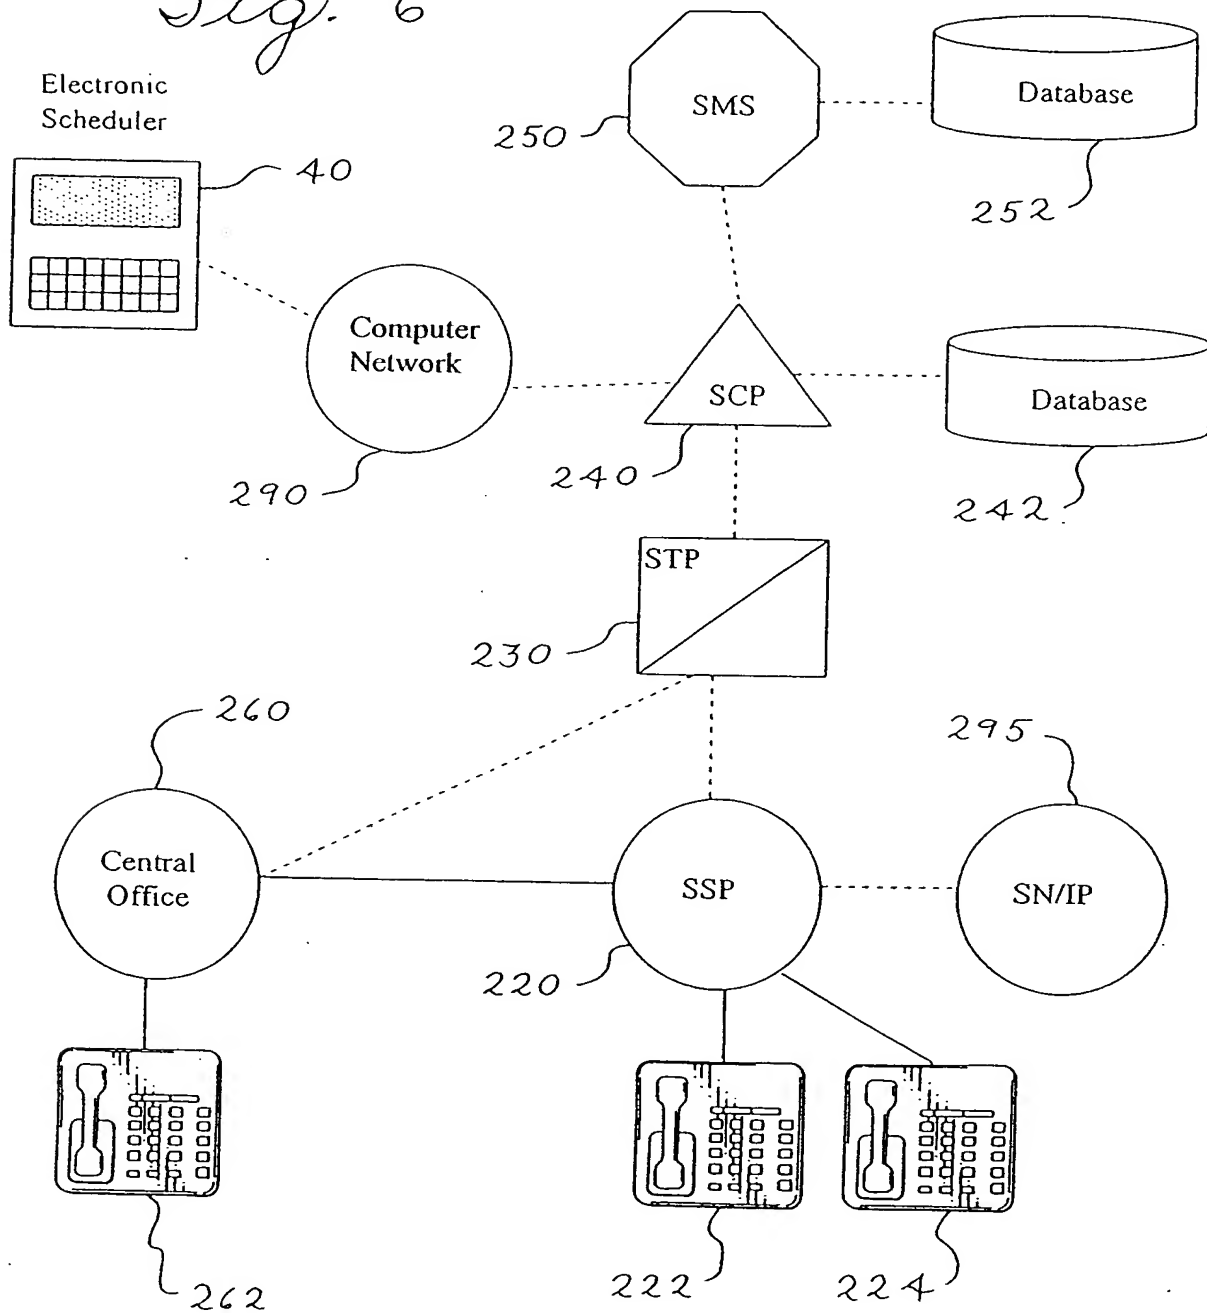 Fig. 6
Electronic
Scheduler
40
SMS
250
Database
252
Computer
Network
290
SCP
240
Database
242
STP
230
260
295
Central
Office
SSP
220
SN/IP
262
222
224